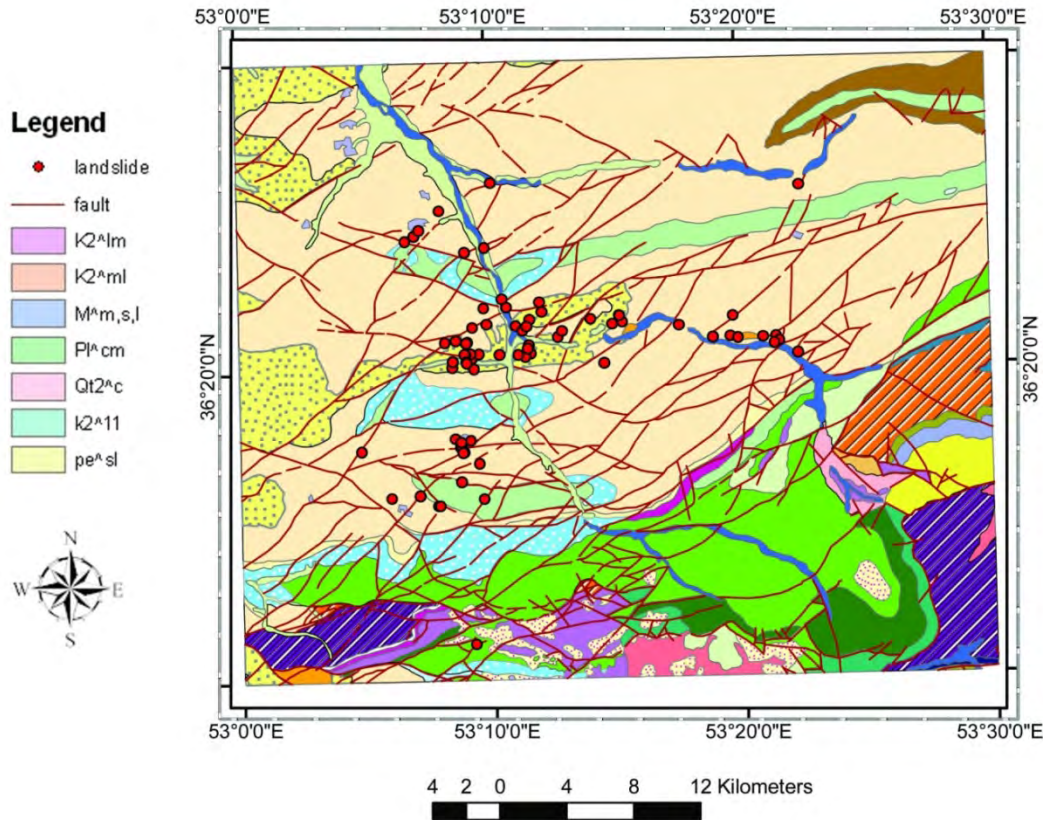 53°0'0"E 53°10'0"E 53°20'0"E 53°30'0"E
Legend
landslide
fault
K2^lm
K2^ml
M^m,s,l
Pl^cm
Qt2^c
k2^11
pe^sl
36°20'0"N
36°20'0"N
N
W E
S
53°0'0"E 53°10'0"E 53°20'0"E 53°30'0"E
4 2 0 4 8 12 Kilometers